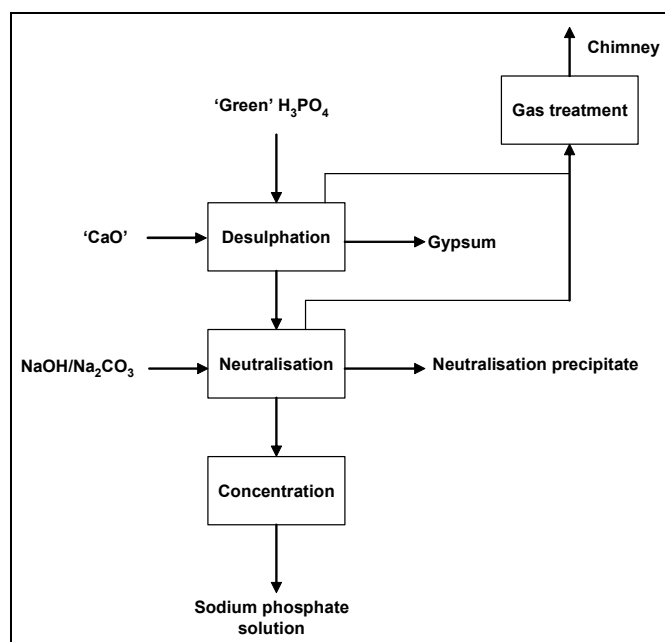 Chimney
Gas treatment
‘Green’ H₃PO₄
‘CaO’
Desulphation
Gypsum
NaOH/Na₂CO₃
Neutralisation
Neutralisation precipitate
Concentration
Sodium phosphate
solution